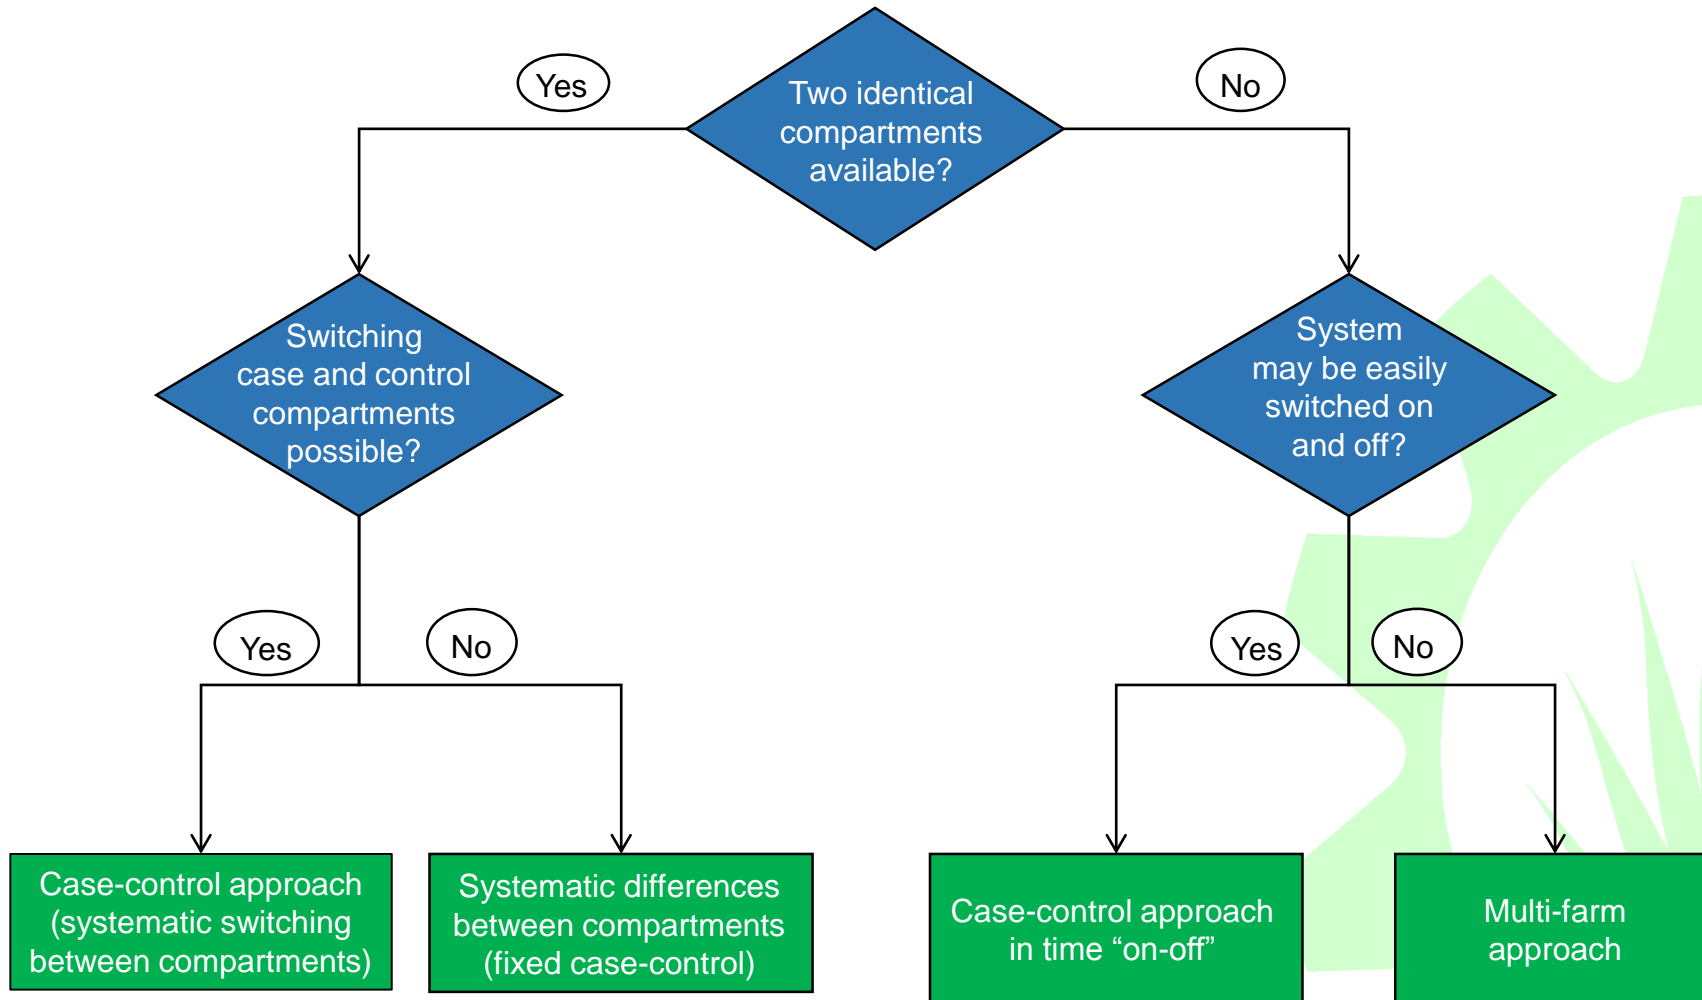 Two identical
compartments
available?
Yes
No
Switching
case and control
compartments
possible?
System
may be easily
switched on
and off?
Yes
No
Yes
No
Case-control approach
(systematic switching
between compartments)
Systematic differences
between compartments
(fixed case-control)
Case-control approach
in time “on-off”
Multi-farm
approach